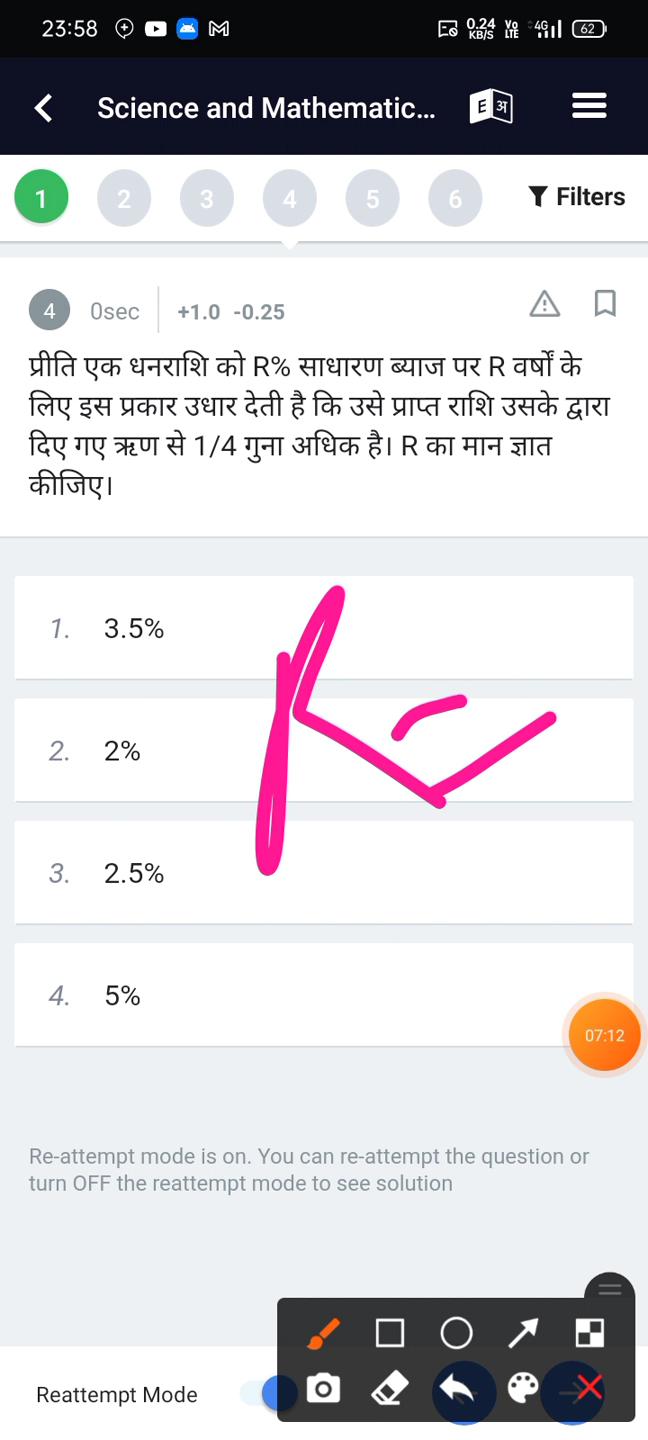 23:58
0.24 KB/S Vo LTE 4G 62
Science and Mathematic... E अ
1 2 3 4 5 6 Filters
4 0sec +1.0 -0.25
प्रीति एक धनराशि को R% साधारण ब्याज पर R वर्षों के
लिए इस प्रकार उधार देती है कि उसे प्राप्त राशि उसके द्वारा
दिए गए ऋण से 1/4 गुना अधिक है। R का मान ज्ञात
कीजिए।
1. 3.5%
2. 2%
3. 2.5%
4. 5%
07:12
Re-attempt mode is on. You can re-attempt the question or
turn OFF the reattempt mode to see solution
Reattempt Mode